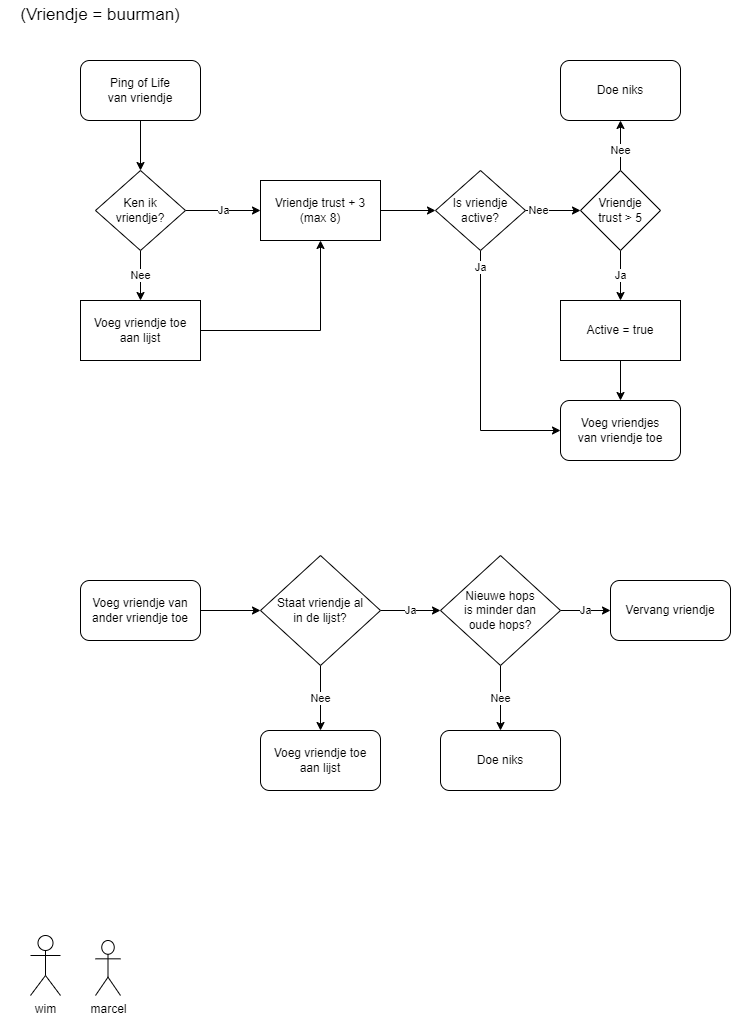 (Vriendje = buurman)
Ping of Life
van vriendje
Doe niks
Nee
Ken ik
vriendje?
Ja
Vriendje trust + 3
(max 8)
Is vriendje
active?
Nee
Vriendje
trust > 5
Ja
Nee
Ja
Voeg vriendje toe
aan lijst
Active = true
Voeg vriendjes
van vriendje toe
Voeg vriendje van
ander vriendje toe
Staat vriendje al
in de lijst?
Ja
Nieuwe hops
is minder dan
oude hops?
Ja
Vervang vriendje
Nee
Nee
Voeg vriendje toe
aan lijst
Doe niks
wim
marcel